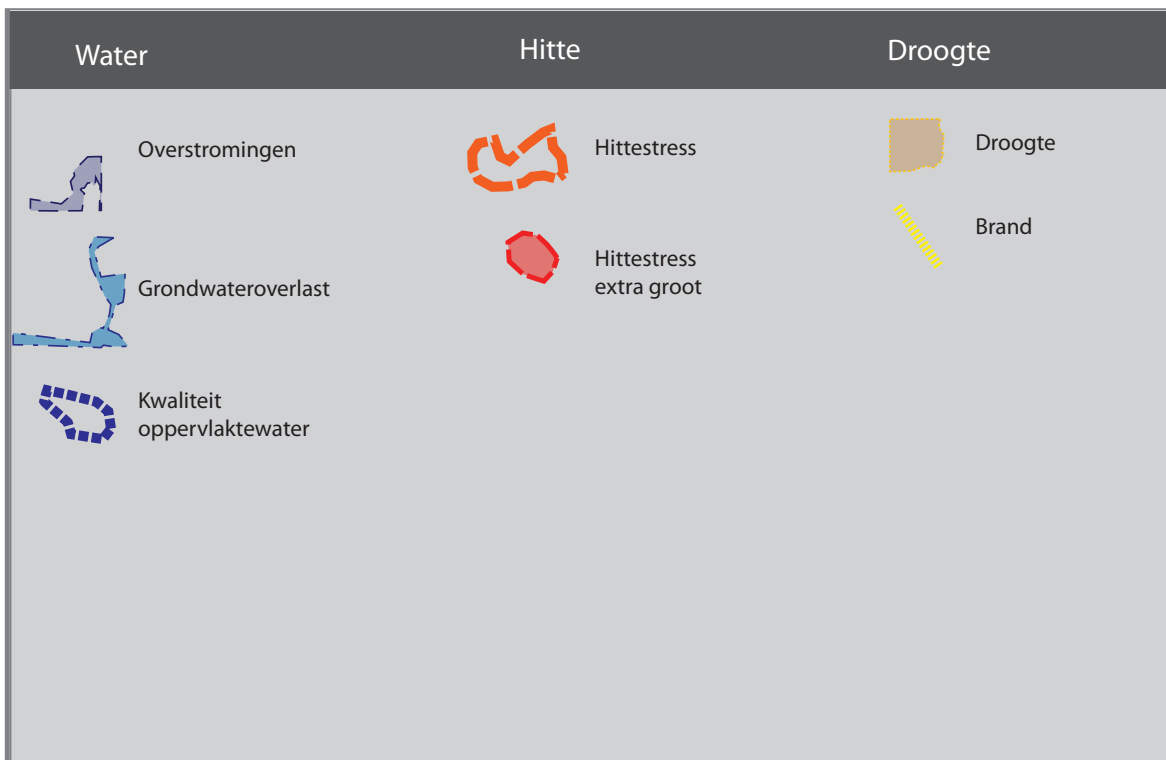 Water
Hitte
Droogte
Overstromingen
Grondwateroverlast
Kwaliteit
oppervlaktewater
Hittestress
Hittestress
extra groot
Droogte
Brand